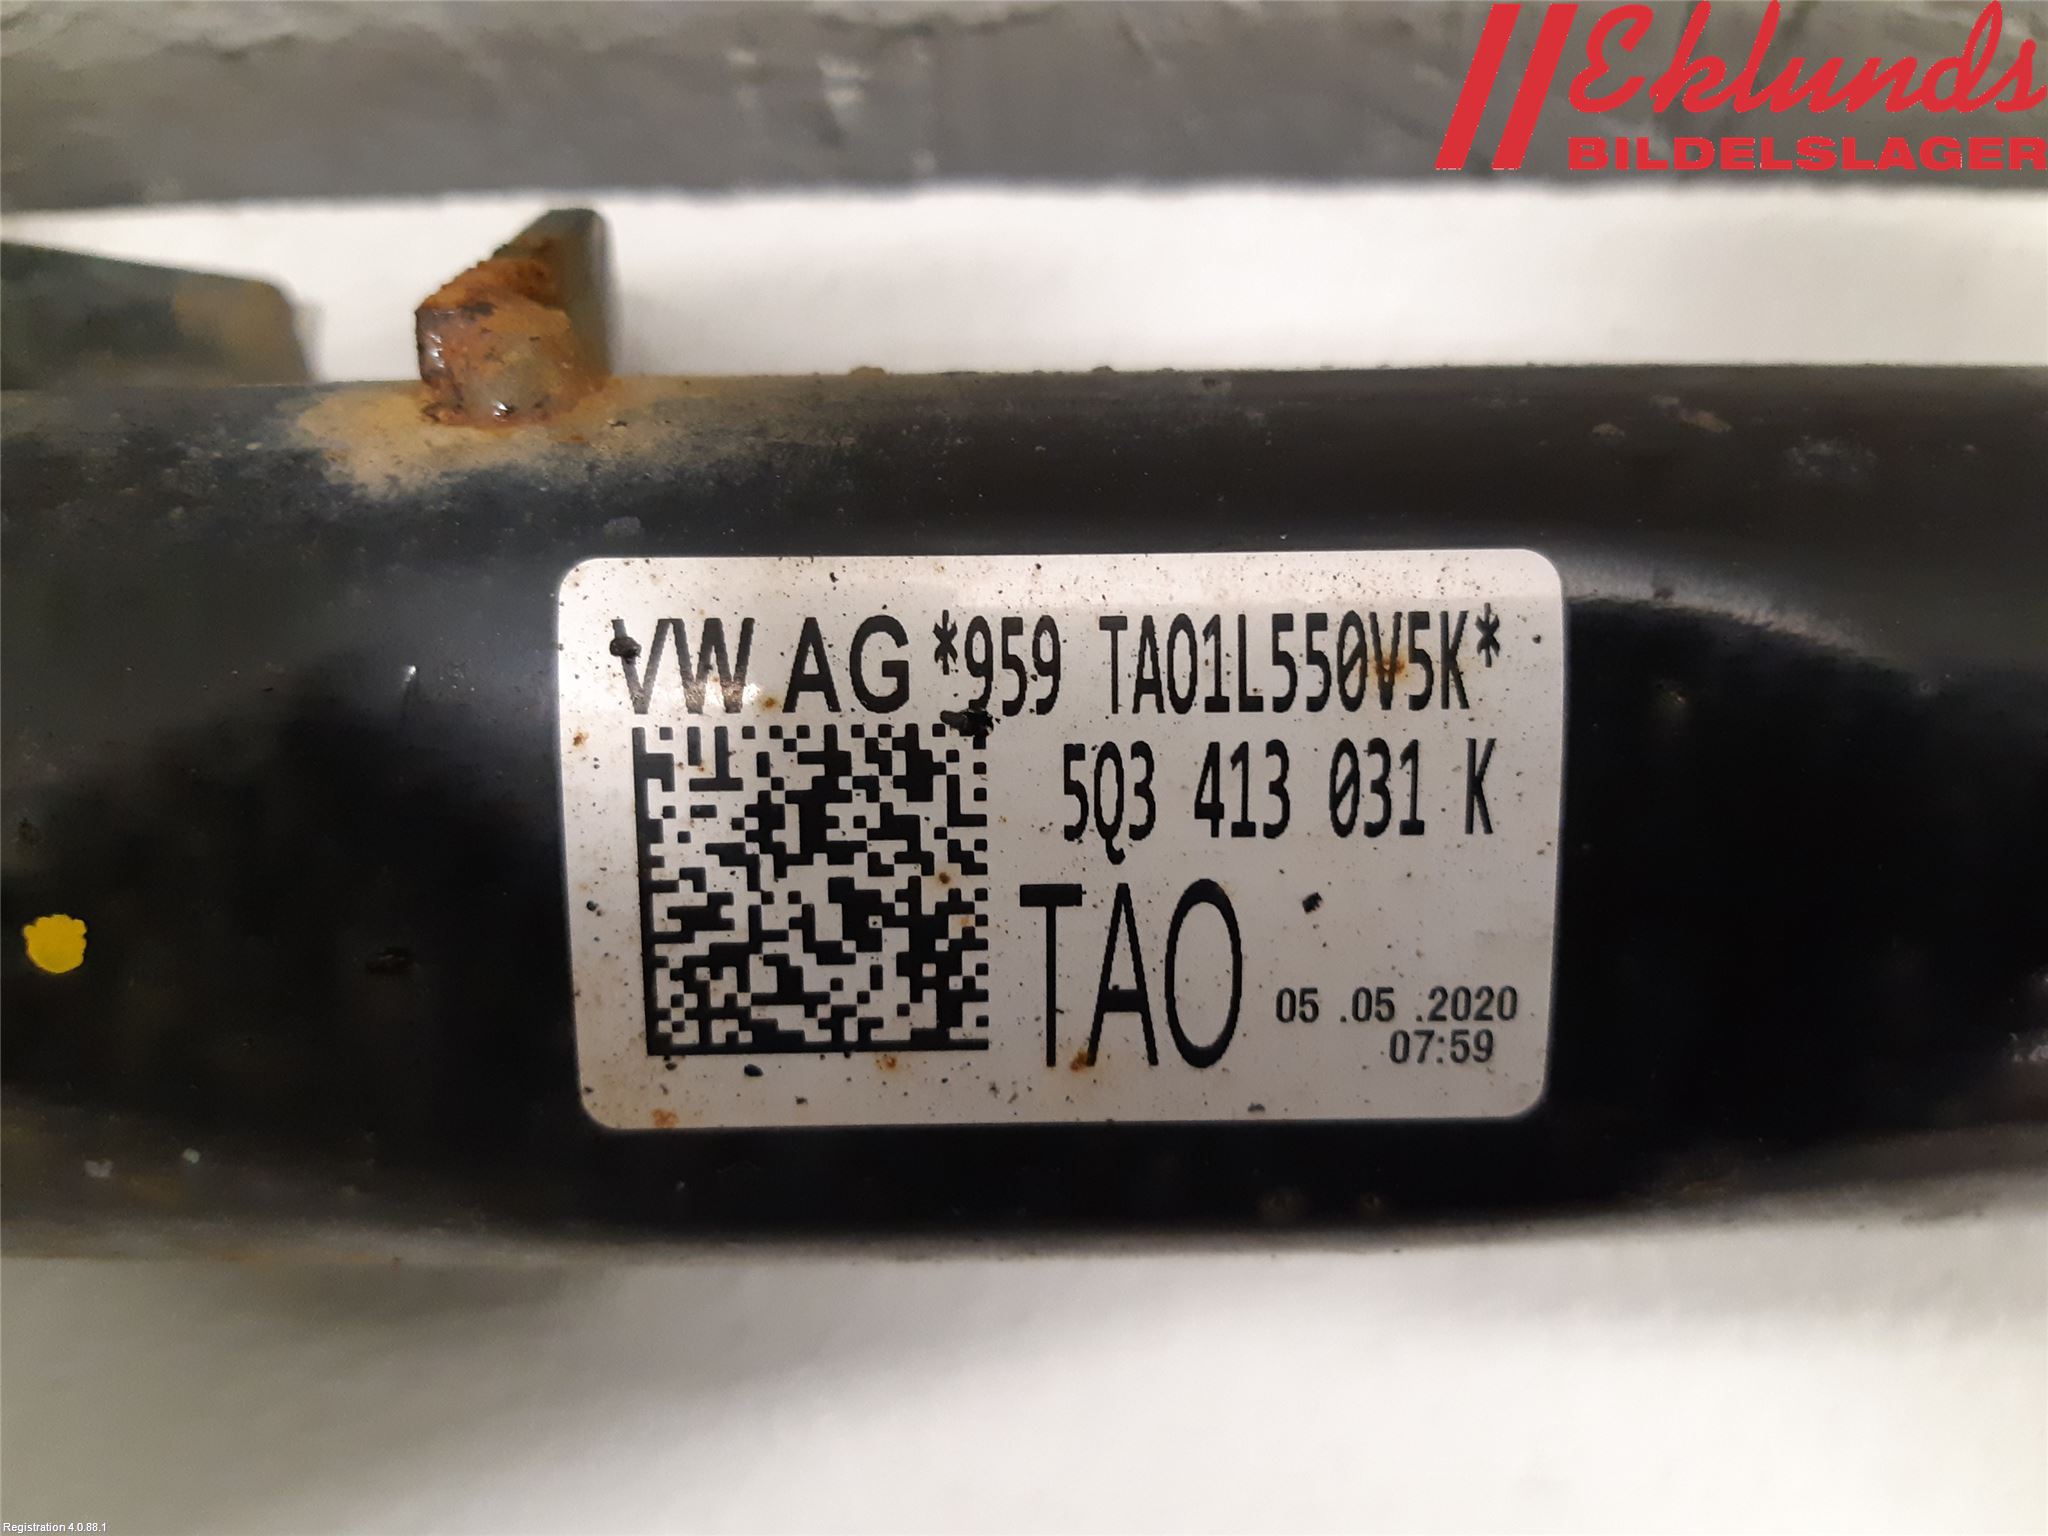 Eklunds
BILDELSLAGER
VW AG *959 TAO1L550V5K*
5Q3 413 031 K
TAO
05 .05 .2020
07:59
Registration 4.0.88.1